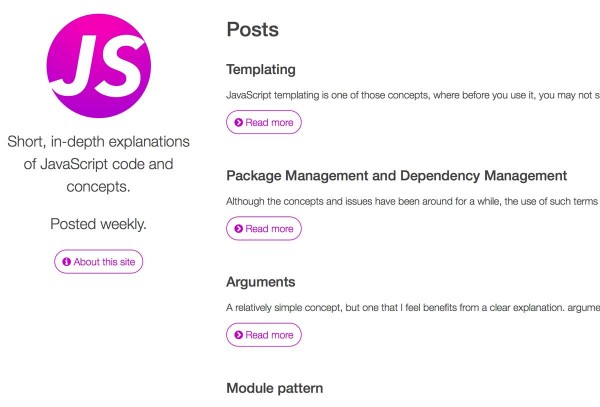 JS
Short, in-depth explanations
of JavaScript code and
concepts.
Posted weekly.
About this site
Posts
Templating
JavaScript templating is one of those concepts, where before you use it, you may not s
Read more
Package Management and Dependency Management
Although the concepts and issues have been around for a while, the use of such terms
Read more
Arguments
A relatively simple concept, but one that I feel benefits from a clear explanation. argume
Read more
Module pattern